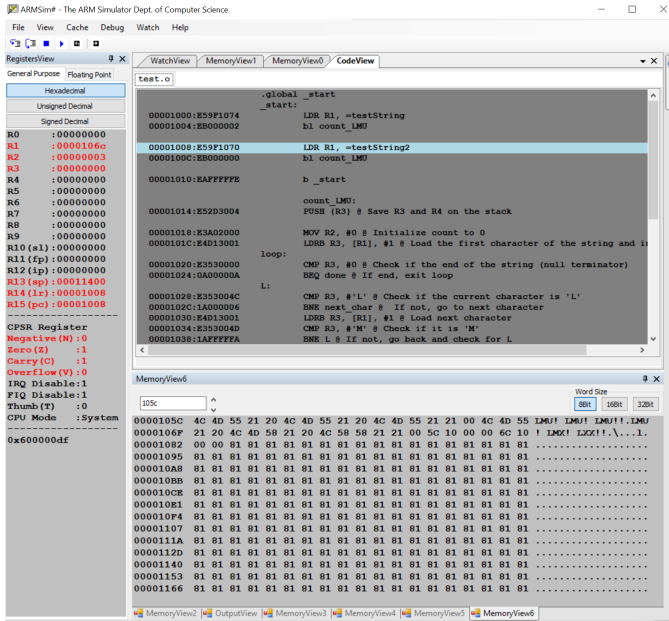 ARMSim# - The ARM Simulator Dept. of Computer Science
File View Cache Debug Watch Help
RegistersView
General Purpose Floating Point
Hexadecimal
Unsigned Decimal
Signed Decimal
R0 :00000000
R1 :0000106c
R2 :00000003
R3 :00000000
R4 :00000000
R5 :00000000
R6 :00000000
R7 :00000000
R8 :00000000
R9 :00000000
R10(sl):00000000
R11(fp):00000000
R12(ip):00000000
R13(sp):00011400
R14(lr):00001008
R15(pc):00001008
CPSR Register
Negative(N):0
Zero(Z) :1
Carry(C) :1
Overflow(V):0
IRQ Disable:1
FIQ Disable:1
Thumb(T) :0
CPU Mode :System
0x600000df
WatchView MemoryView1 MemoryView0 CodeView
test.o
.global _start
_start:
00001000:E59F1074 LDR R1, =testString
00001004:EB000002 bl count_LMU
00001008:E59F1070 LDR R1, =testString2
0000100C:EB000000 bl count_LMU
00001010:EAFFFFFE b _start
count_LMU:
00001014:E52D3004 PUSH (R3) @ Save R3 and R4 on the stack
00001018:E3A02000 MOV R2, #0 @ Initialize count to 0
0000101C:E4D13001 LDRB R3, [R1], #1 @ Load the first character of the string and in
loop:
00001020:E3530000 CMP R3, #0 @ Check if the end of the string (null terminator)
00001024:0A00000A BEQ done @ If end, exit loop
L:
00001028:E353004C CMP R3, #'L' @ Check if the current character is 'L'
0000102C:1A000006 BNE next_char @ If not, go to next character
00001030:E4D13001 LDRB R3, [R1], #1 @ Load next character
00001034:E353004D CMP R3, #'M' @ Check if it is 'M'
00001038:1AFFFFFA BNE L @ If not, go back and check for L
MemoryView6
Word Size
105c 8Bit 16Bit 32Bit
0000105C 4C 4D 55 21 20 4C 4D 55 21 20 4C 4D 55 21 21 00 4C 4D 55 LMU! LMU! LMU!!.LMU
0000106F 21 20 4C 4D 58 21 20 4C 58 58 21 21 00 5C 10 00 00 6C 10 ! LMX! LXX!!.\...l.
00001082 00 00 81 81 81 81 81 81 81 81 81 81 81 81 81 81 81 81 81 ...................
00001095 81 81 81 81 81 81 81 81 81 81 81 81 81 81 81 81 81 81 81 ...................
000010A8 81 81 81 81 81 81 81 81 81 81 81 81 81 81 81 81 81 81 81 ...................
000010BB 81 81 81 81 81 81 81 81 81 81 81 81 81 81 81 81 81 81 81 ...................
000010CE 81 81 81 81 81 81 81 81 81 81 81 81 81 81 81 81 81 81 81 ...................
000010E1 81 81 81 81 81 81 81 81 81 81 81 81 81 81 81 81 81 81 81 ...................
000010F4 81 81 81 81 81 81 81 81 81 81 81 81 81 81 81 81 81 81 81 ...................
00001107 81 81 81 81 81 81 81 81 81 81 81 81 81 81 81 81 81 81 81 ...................
0000111A 81 81 81 81 81 81 81 81 81 81 81 81 81 81 81 81 81 81 81 ...................
0000112D 81 81 81 81 81 81 81 81 81 81 81 81 81 81 81 81 81 81 81 ...................
00001140 81 81 81 81 81 81 81 81 81 81 81 81 81 81 81 81 81 81 81 ...................
00001153 81 81 81 81 81 81 81 81 81 81 81 81 81 81 81 81 81 81 81 ...................
00001166 81 81 81 81 81 81 81 81 81 81 81 81 81 81 81 81 81 81 81 ...................
MemoryView2 OutputView MemoryView3 MemoryView4 MemoryView5 MemoryView6